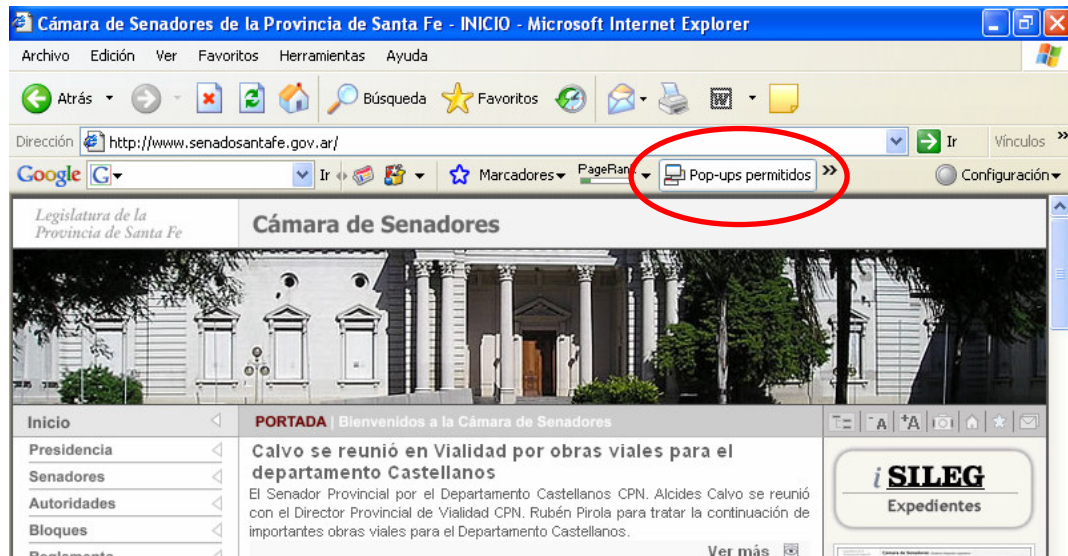 Cámara de Senadores de la Provincia de Santa Fe - INICIO - Microsoft Internet Explorer
Archivo Edición Ver Favoritos Herramientas Ayuda
Atrás Búsqueda Favoritos
Dirección http://www.senadosantafe.gov.ar/ Ir Vínculos »
Google G Ir Marcadores PageRank Pop-ups permitidos » Configuración
Legislatura de la
Provincia de Santa Fe
Cámara de Senadores
Inicio
PORTADA | Bienvenidos a la Cámara de Senadores
-A +A
Presidencia
Senadores
Autoridades
Bloques
Reglamento
Calvo se reunió en Vialidad por obras viales para el
departamento Castellanos
El Senador Provincial por el Departamento Castellanos CPN. Alcides Calvo se reunió
con el Director Provincial de Vialidad CPN. Rubén Pirola para tratar la continuación de
importantes obras viales para el Departamento Castellanos.
Ver más
i SILEG
Expedientes